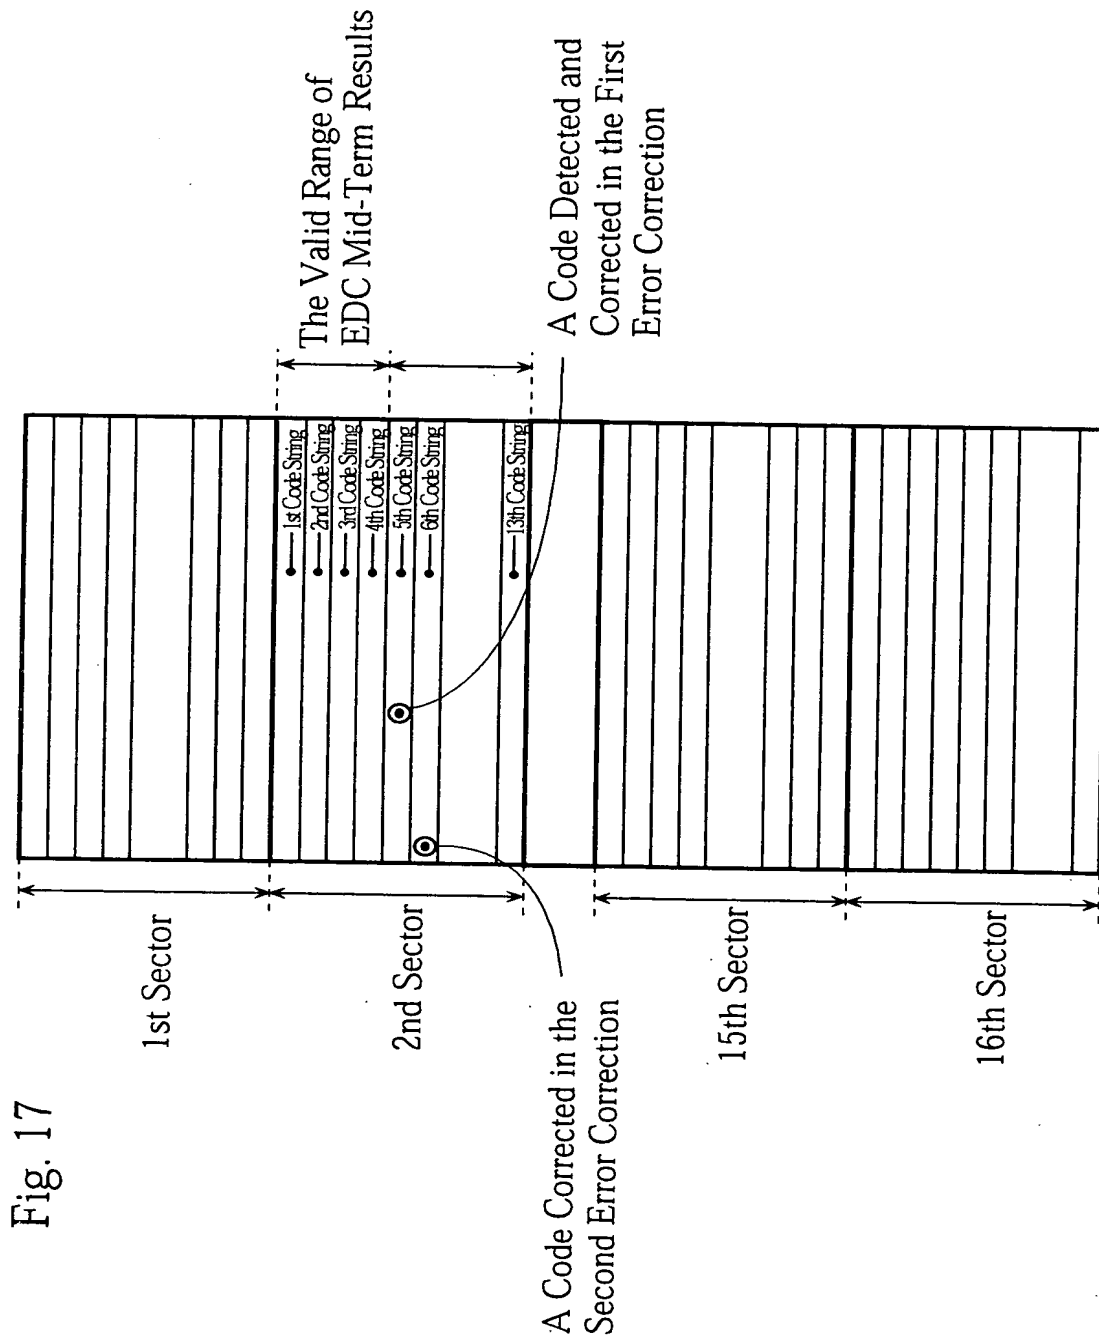 Fig. 17
1st Sector
2nd Sector
15th Sector
16th Sector
1st Code String
2nd Code String
3rd Code String
4th Code String
5th Code String
6th Code String
13th Code String
The Valid Range of
EDC Mid-Term Results
A Code Detected and
Corrected in the First
Error Correction
A Code Corrected in the
Second Error Correction